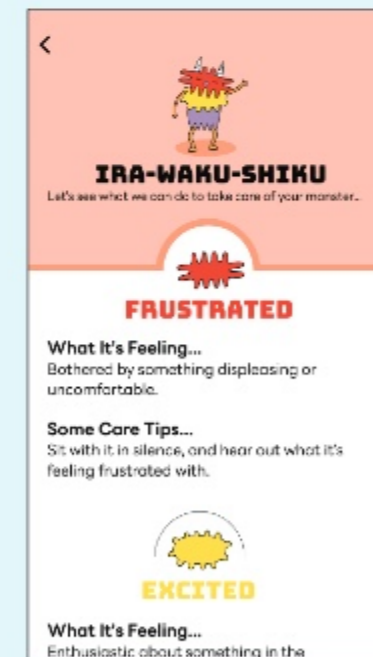 IRA-WAKU-SHIKU
Let's see what we can do to take care of your monster...
FRUSTRATED
What It's Feeling...
Bothered by something displeasing or
uncomfortable.
Some Care Tips...
Sit with it in silence, and hear out what it's
feeling frustrated with.
EXCITED
What It's Feeling...
Enthusiastic about something in the